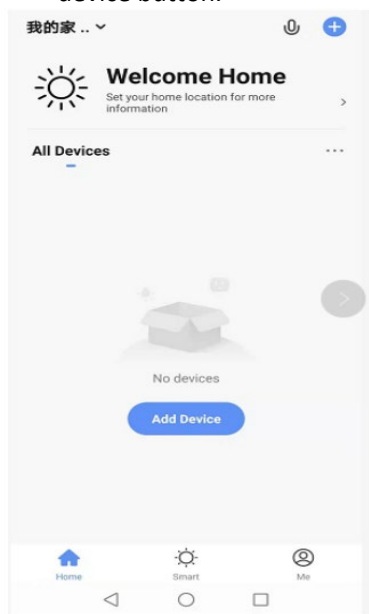 device button.
我的家 ..
Welcome Home
Set your home location for more
information
All Devices
...
No devices
Add Device
Home
Smart
Me